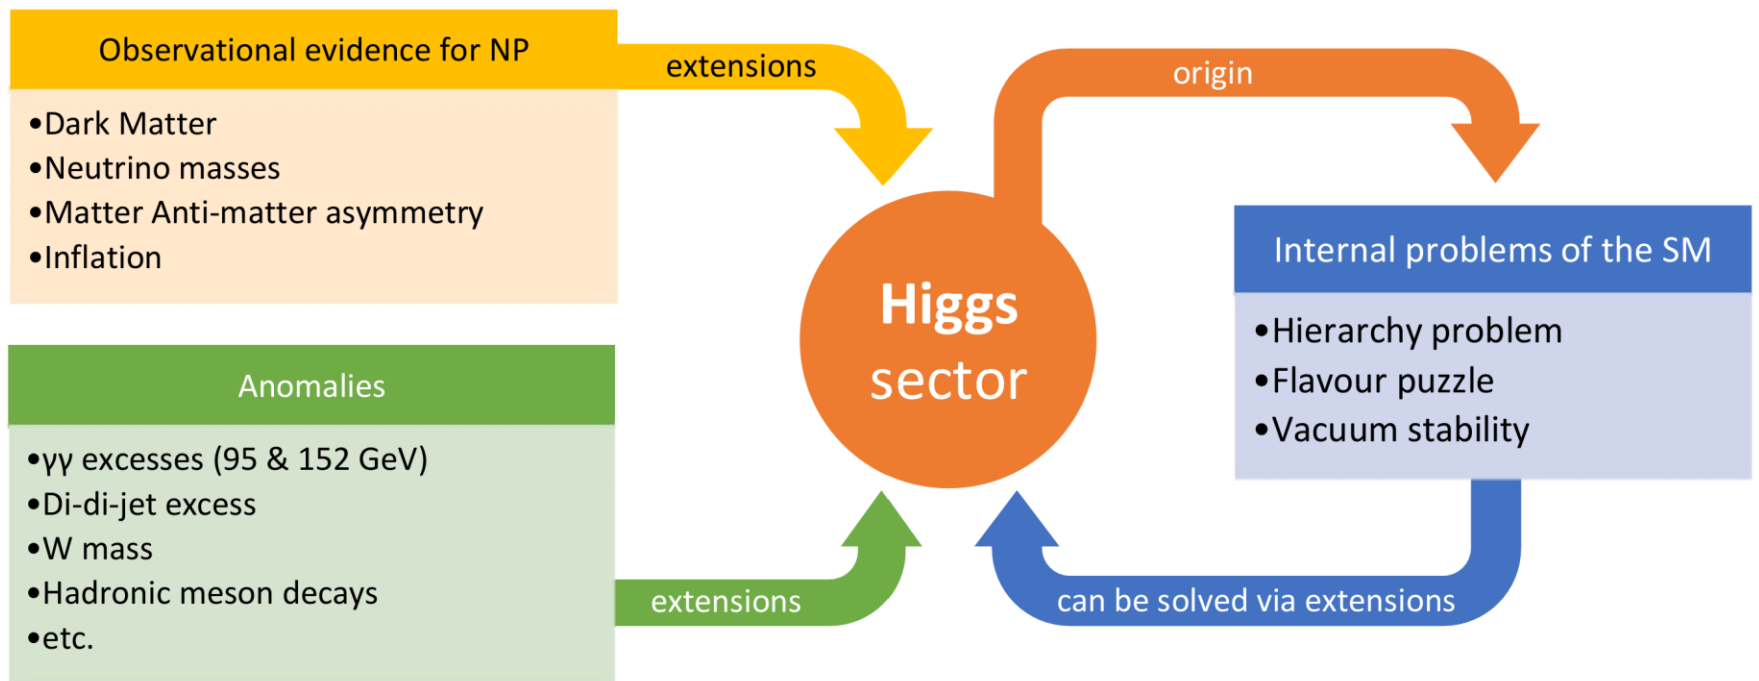 Observational evidence for NP
•Dark Matter
•Neutrino masses
•Matter Anti-matter asymmetry
•Inflation
extensions
Anomalies
•γγ excesses (95 & 152 GeV)
•Di-di-jet excess
•W mass
•Hadronic meson decays
•etc.
extensions
Higgs
sector
origin
Internal problems of the SM
•Hierarchy problem
•Flavour puzzle
•Vacuum stability
can be solved via extensions